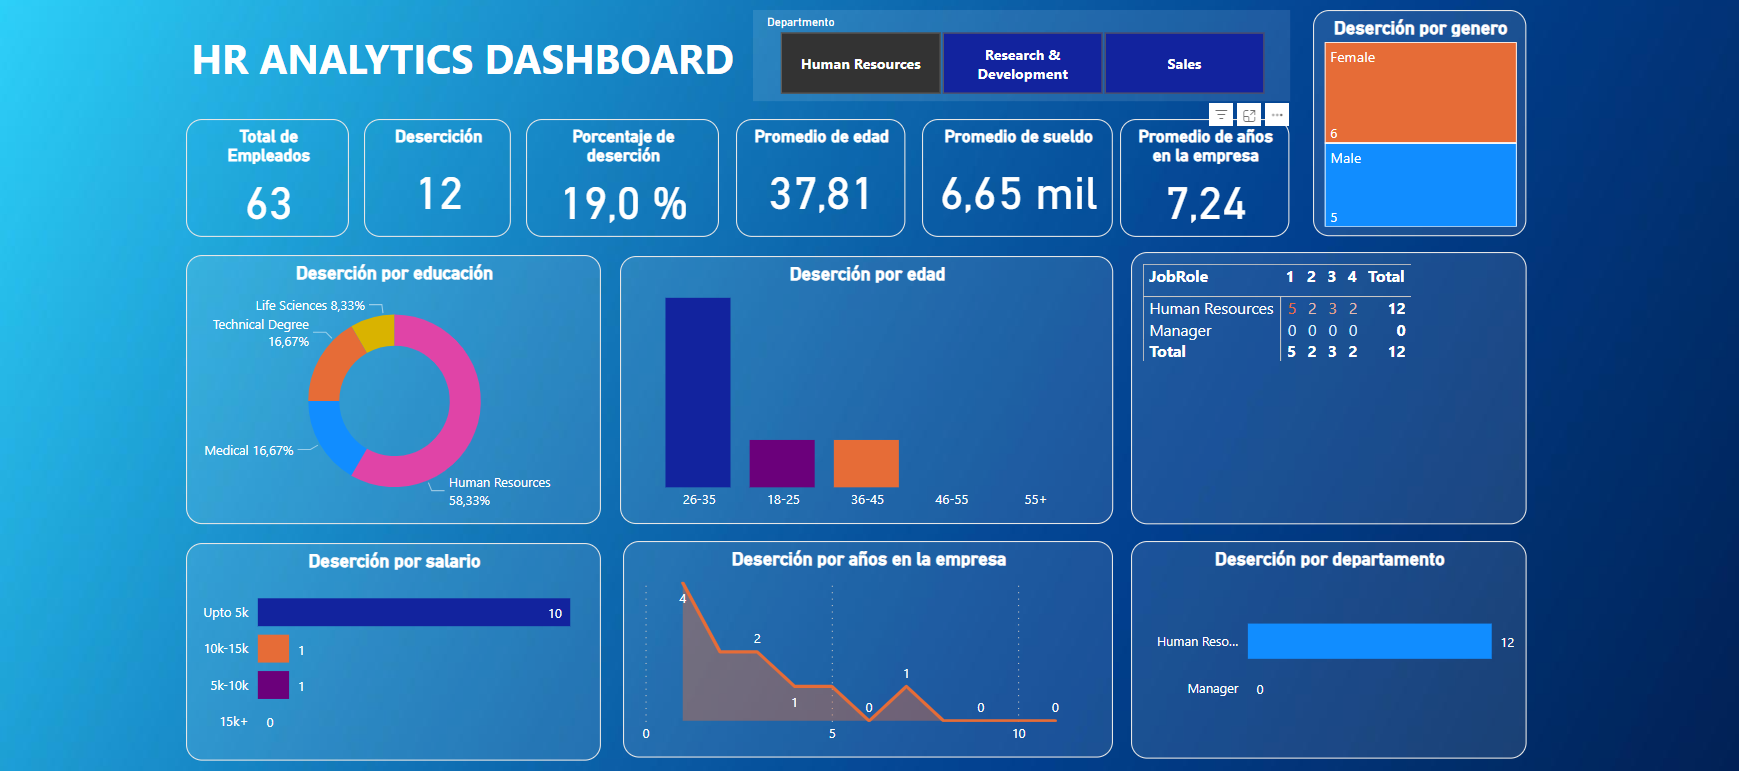 Departmento
HR ANALYTICS DASHBOARD
Human Resources
Research &
Development
Sales
Deserción por genero
Female
6
Male
5
Total de
Empleados
63
Desercición
12
Porcentaje de
deserción
19,0 %
Promedio de edad
37,81
Promedio de sueldo
6,65 mil
Promedio de años
en la empresa
7,24
Deserción por educación
Life Sciences 8,33%
Technical Degree
16,67%
Medical 16,67%
Human Resources
58,33%
Deserción por edad
26-35
18-25
36-45
46-55
55+
JobRole 1 2 3 4 Total
Human Resources 5 2 3 2 12
Manager 0 0 0 0 0
Total 5 2 3 2 12
Deserción por salario
Upto 5k 10
10k-15k 1
5k-10k 1
15k+ 0
Deserción por años en la empresa
4
2
1
1
0
0
0
0 5 10
Deserción por departamento
Human Reso... 12
Manager 0